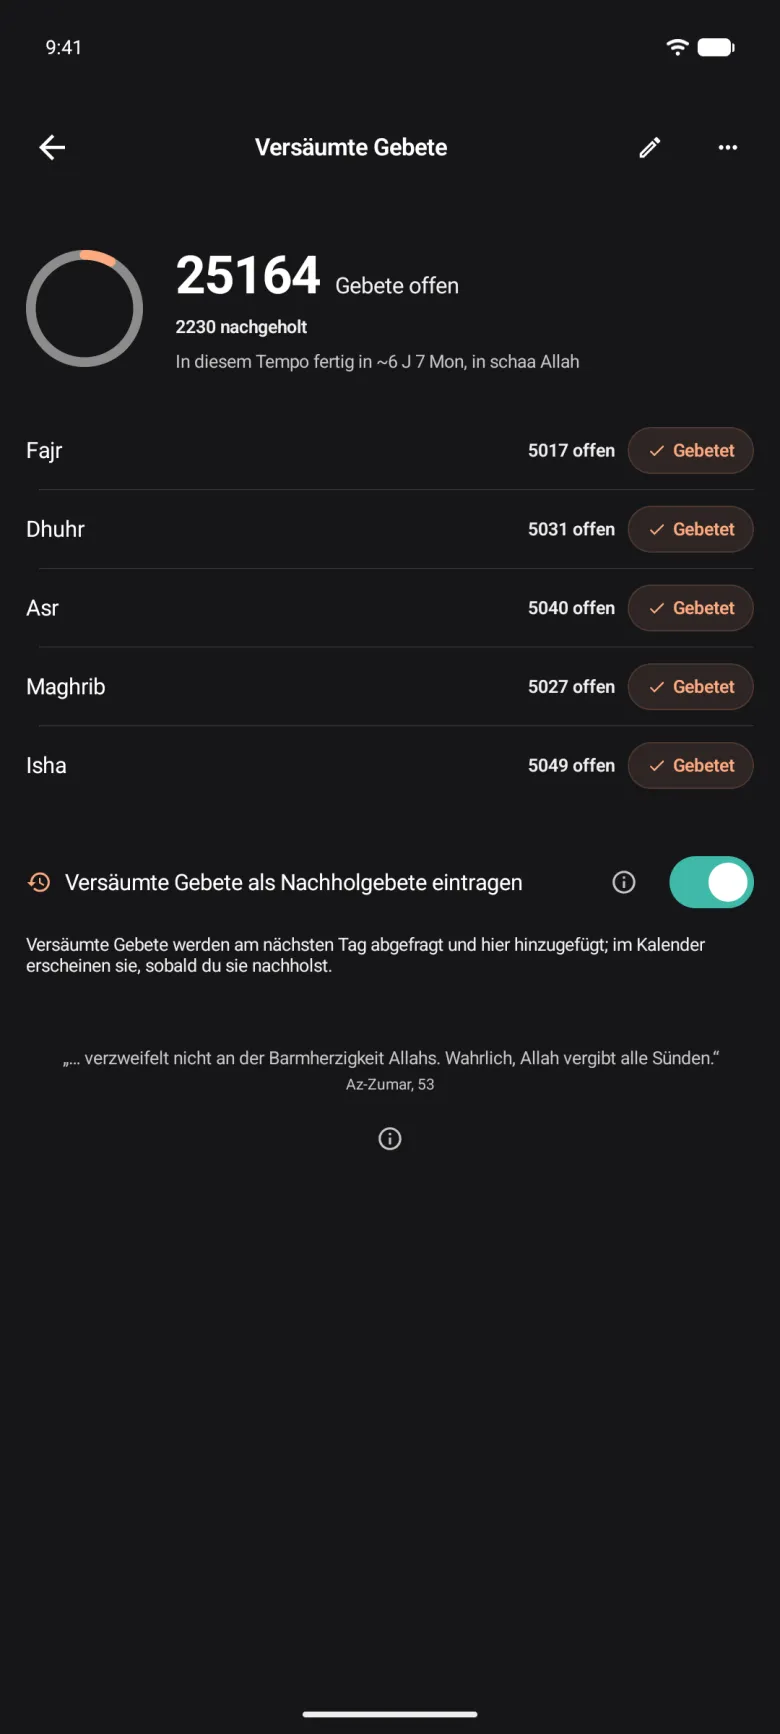 9:41
Versäumte Gebete
25164 Gebete offen
2230 nachgeholt
In diesem Tempo fertig in ~6 J 7 Mon, in schaa Allah
Fajr 5017 offen Gebetet
Dhuhr 5031 offen Gebetet
Asr 5040 offen Gebetet
Maghrib 5027 offen Gebetet
Isha 5049 offen Gebetet
Versäumte Gebete als Nachholgebete eintragen
Versäumte Gebete werden am nächsten Tag abgefragt und hier hinzugefügt; im Kalender
erscheinen sie, sobald du sie nachholst.
„... verzweifelt nicht an der Barmherzigkeit Allahs. Wahrlich, Allah vergibt alle Sünden.“
Az-Zumar, 53